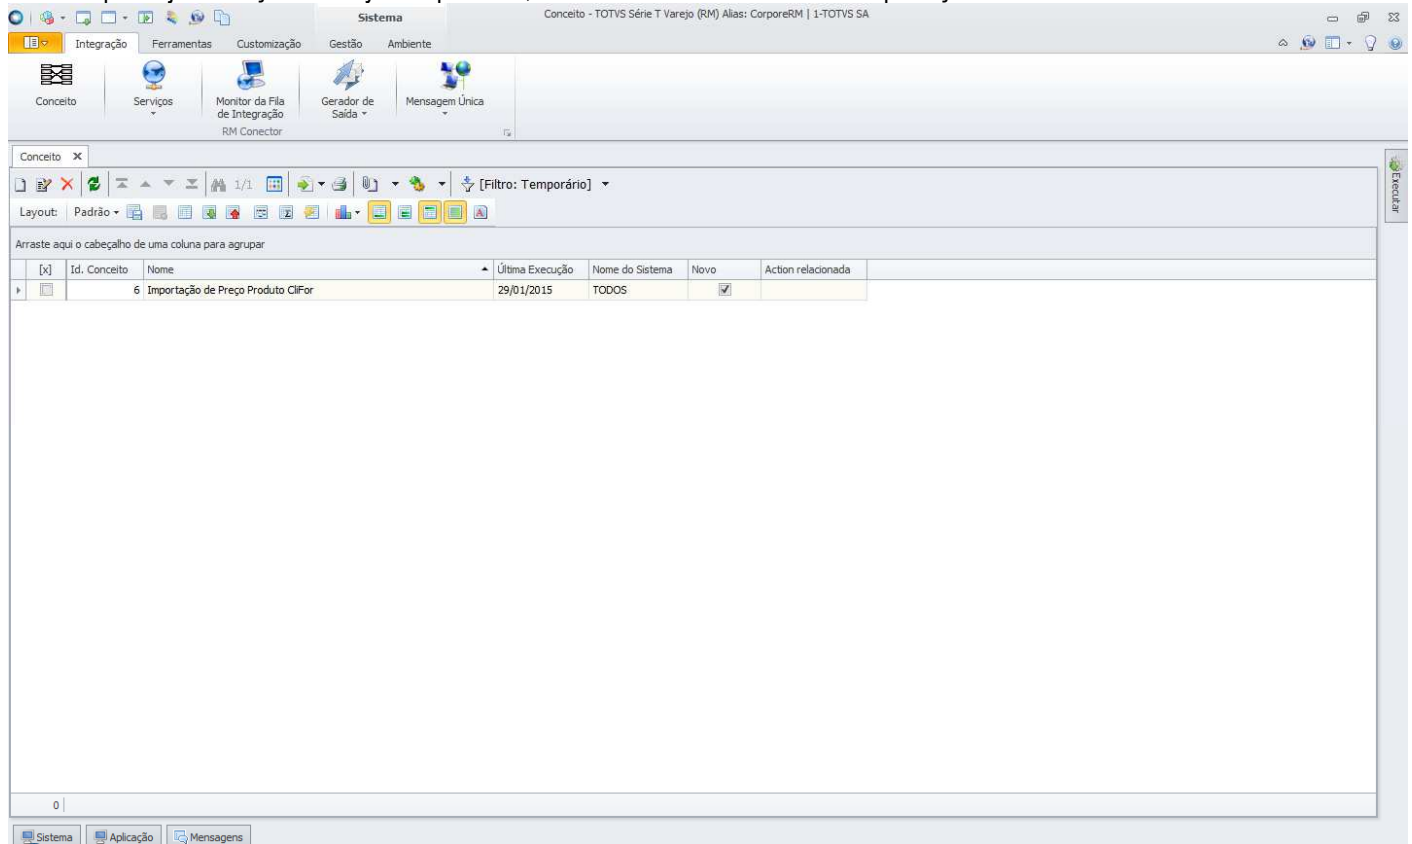 Sistema
Conceito - TOTVS Série T Varejo (RM) Alias: CorporeRM | 1-TOTVS SA
Integração Ferramentas Customização Gestão Ambiente
Conceito Serviços Monitor da Fila de Integração Gerador de Saída Mensagem Única
RM Conector
Conceito
1/1 [Filtro: Temporário]
Layout: Padrão
Executar
Arraste aqui o cabeçalho de uma coluna para agrupar
[x] Id. Conceito Nome Última Execução Nome do Sistema Novo Action relacionada
6 Importação de Preço Produto CliFor 29/01/2015 TODOS
0
Sistema Aplicação Mensagens